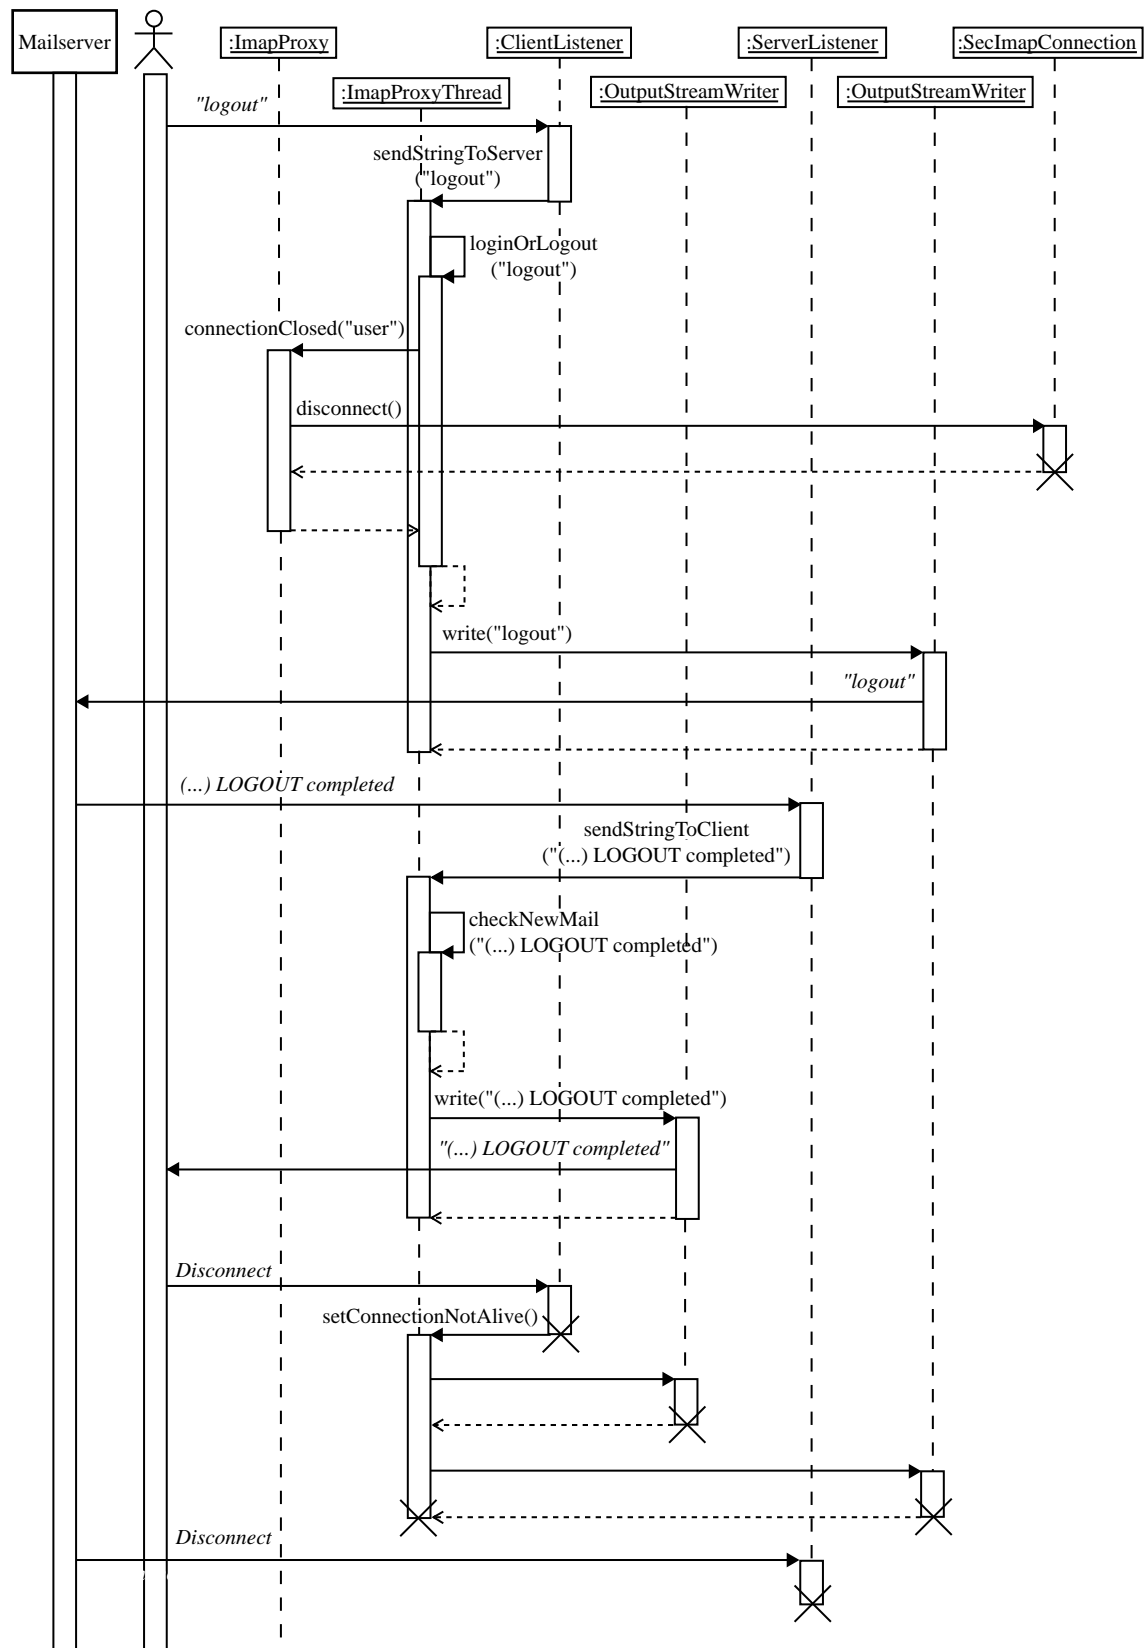 Mailserver
:ImapProxy
:ClientListener
:ServerListener
:SecImapConnection
:ImapProxyThread
:OutputStreamWriter
:OutputStreamWriter
"logout"
sendStringToServer
("logout")
loginOrLogout
("logout")
connectionClosed("user")
disconnect()
write("logout")
"logout"
(...) LOGOUT completed
sendStringToClient
("(...) LOGOUT completed")
checkNewMail
("(...) LOGOUT completed")
write("(...) LOGOUT completed")
"(...) LOGOUT completed"
Disconnect
setConnectionNotAlive()
Disconnect